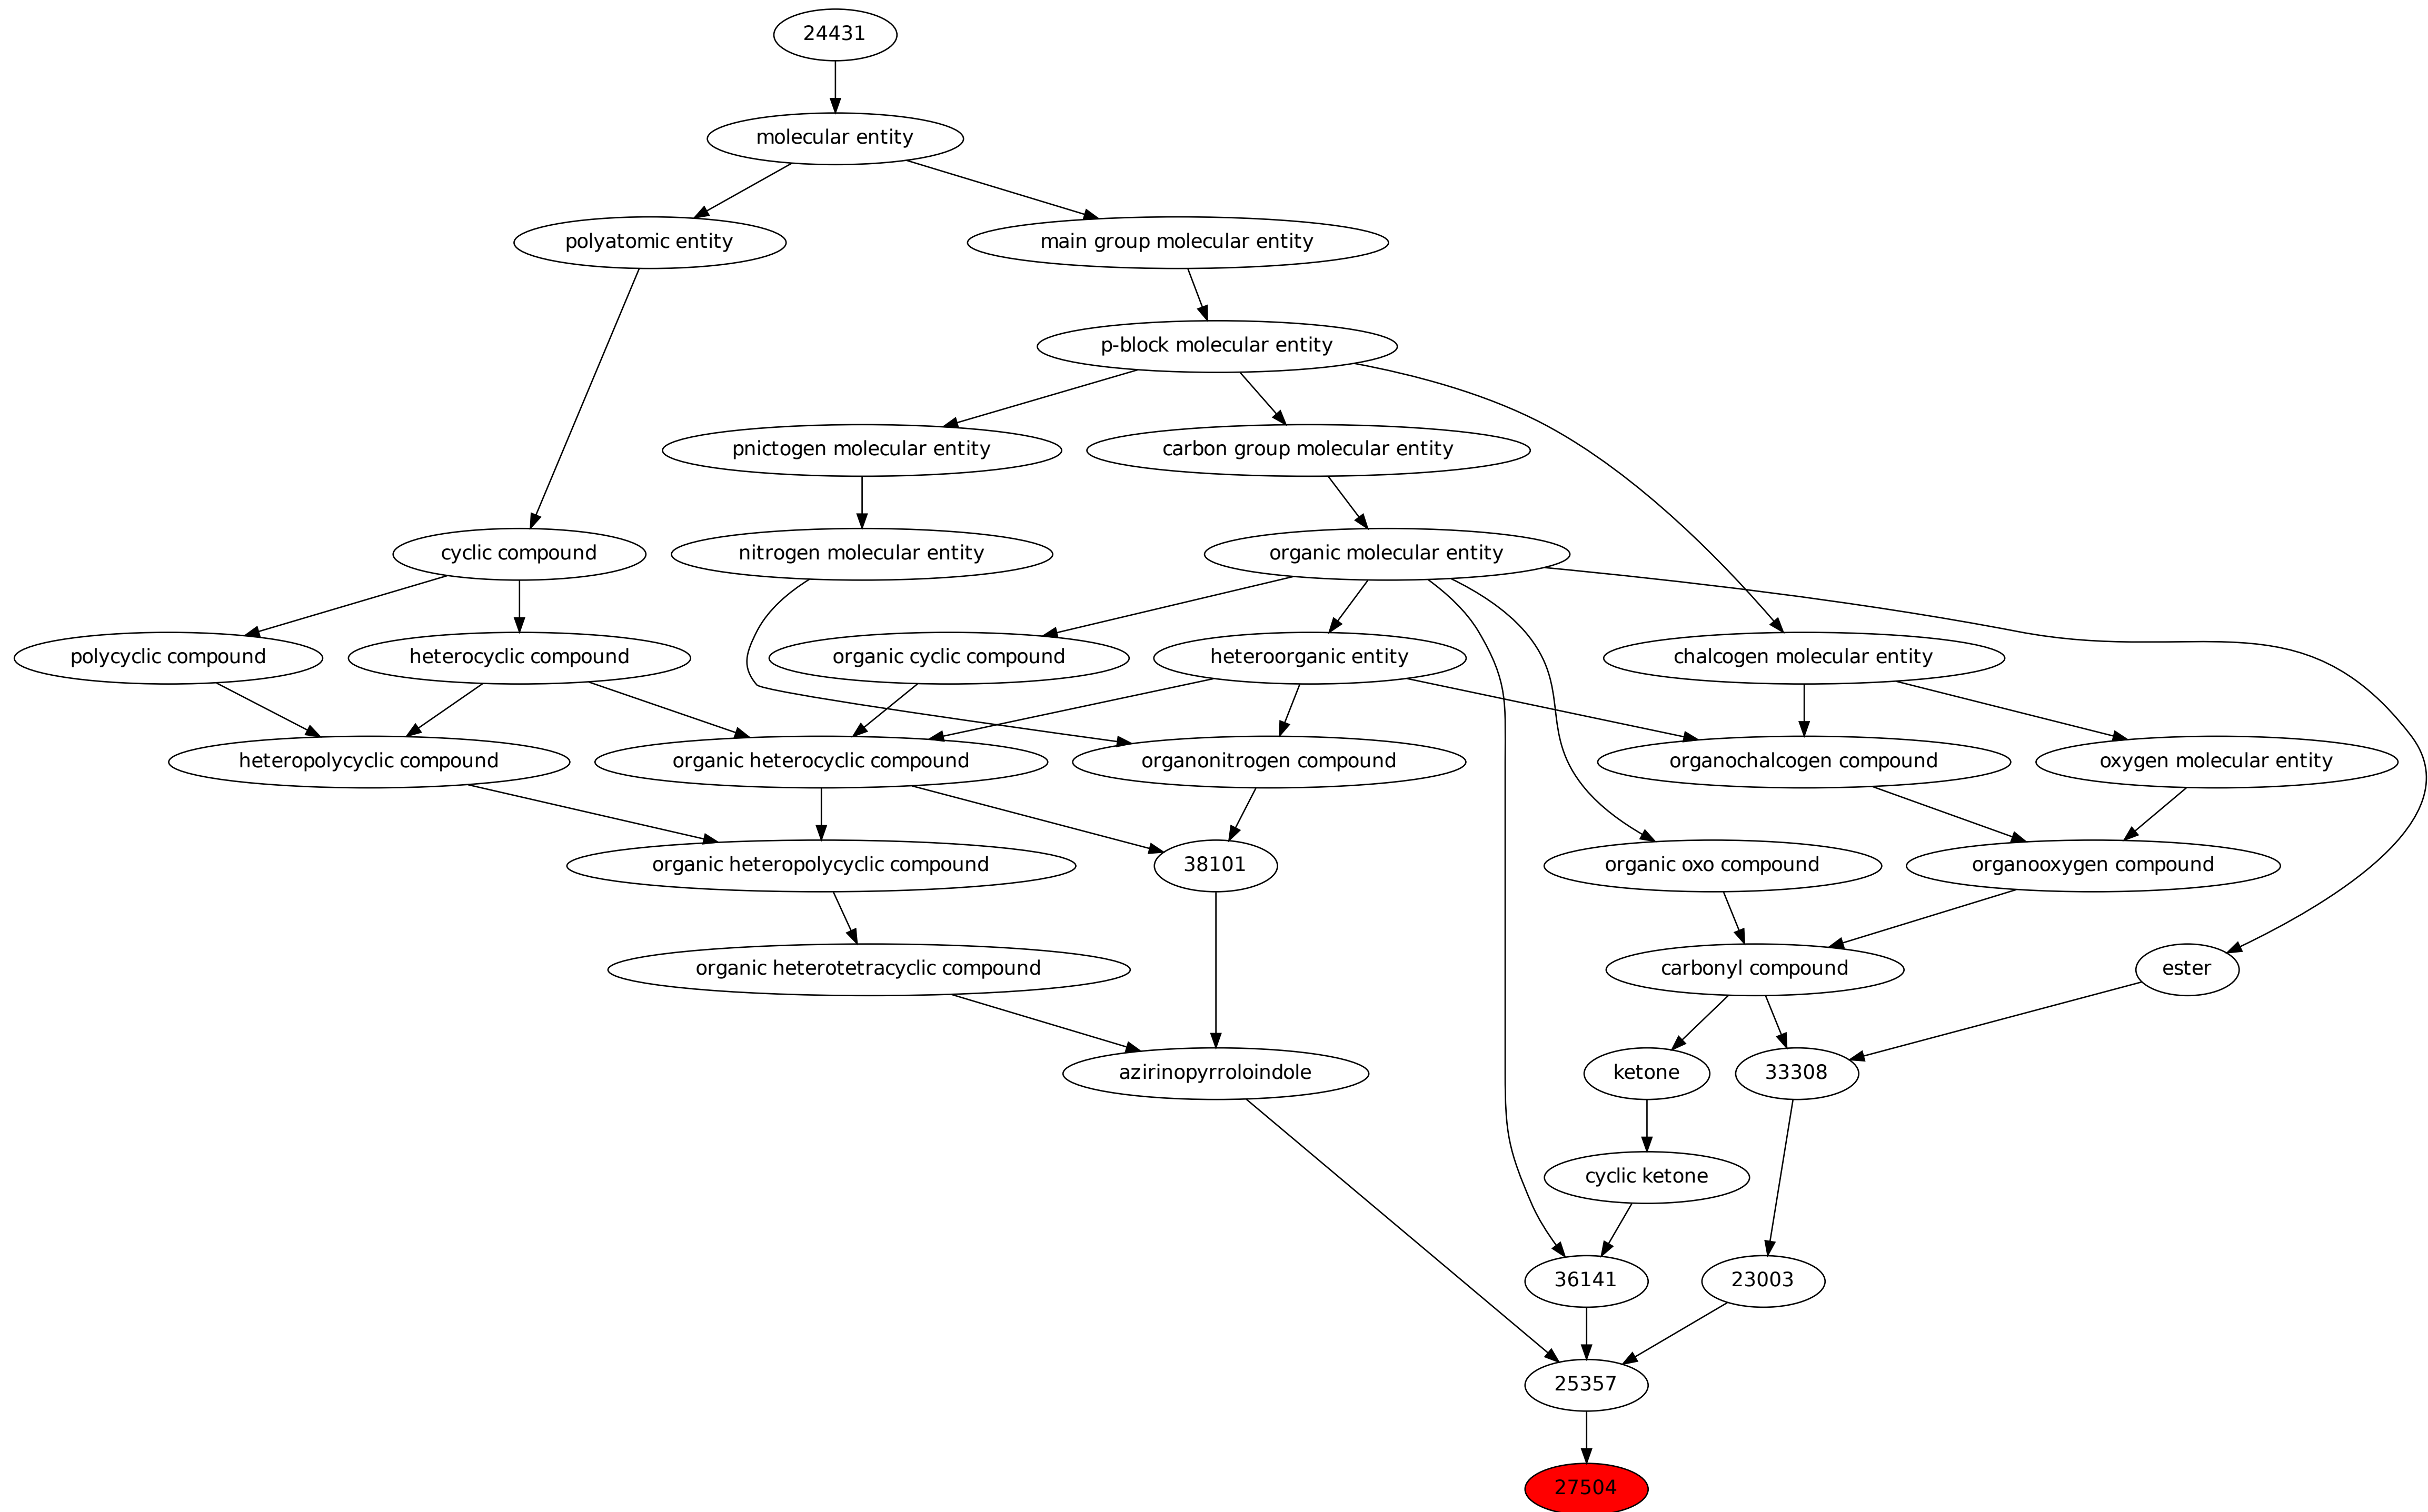 24431
molecular entity
polyatomic entity
main group molecular entity
p-block molecular entity
pnictogen molecular entity
carbon group molecular entity
cyclic compound
nitrogen molecular entity
organic molecular entity
polycyclic compound
heterocyclic compound
organic cyclic compound
heteroorganic entity
chalcogen molecular entity
heteropolycyclic compound
organic heterocyclic compound
organonitrogen compound
organochalcogen compound
oxygen molecular entity
organic heteropolycyclic compound
38101
organic oxo compound
organooxygen compound
organic heterotetracyclic compound
carbonyl compound
ester
azirinopyrroloindole
ketone
33308
cyclic ketone
36141
23003
25357
27504